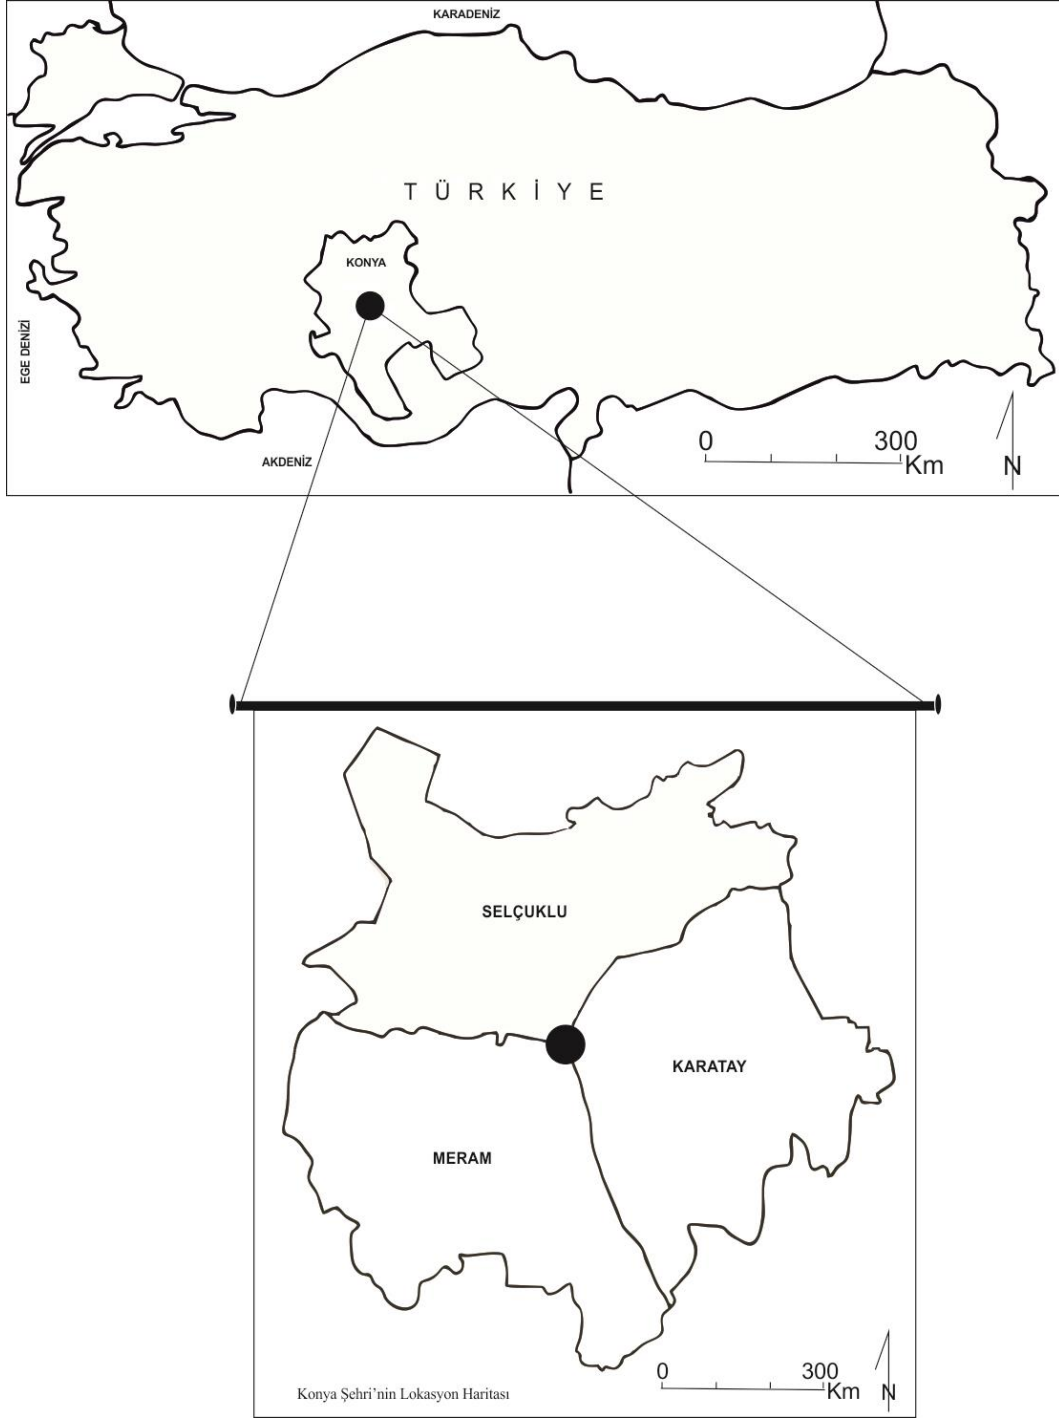 KARADENİZ
TÜRKİYE
KONYA
EGE DENİZİ
AKDENİZ
0 300
Km N
SELÇUKLU
KARATAY
MERAM
0 300
Km N
Konya Şehri’nin Lokasyon Haritası